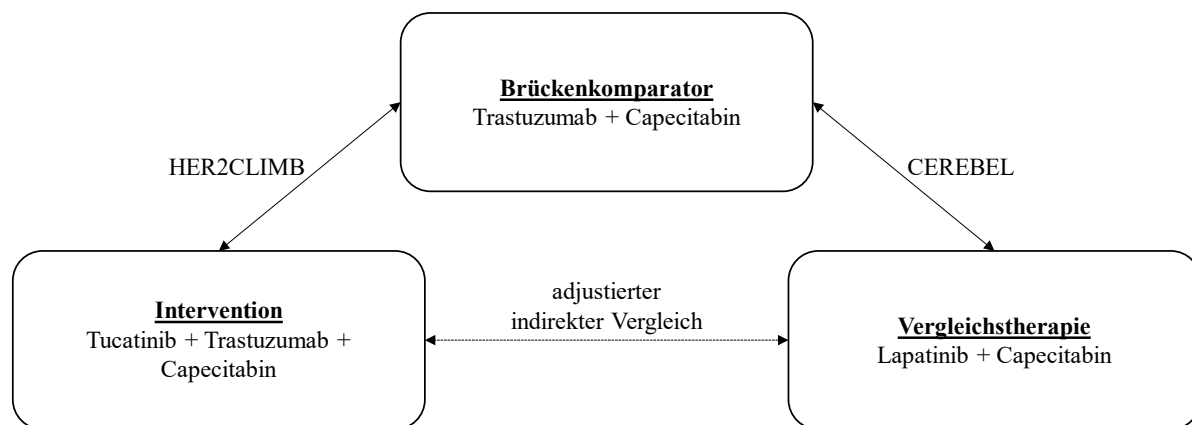 Brückenkomparator
Trastuzumab + Capecitabin
HER2CLIMB
CEREBEL
Intervention
Tucatinib + Trastuzumab +
Capecitabin
adjustierter
indirekter Vergleich
Vergleichstherapie
Lapatinib + Capecitabin